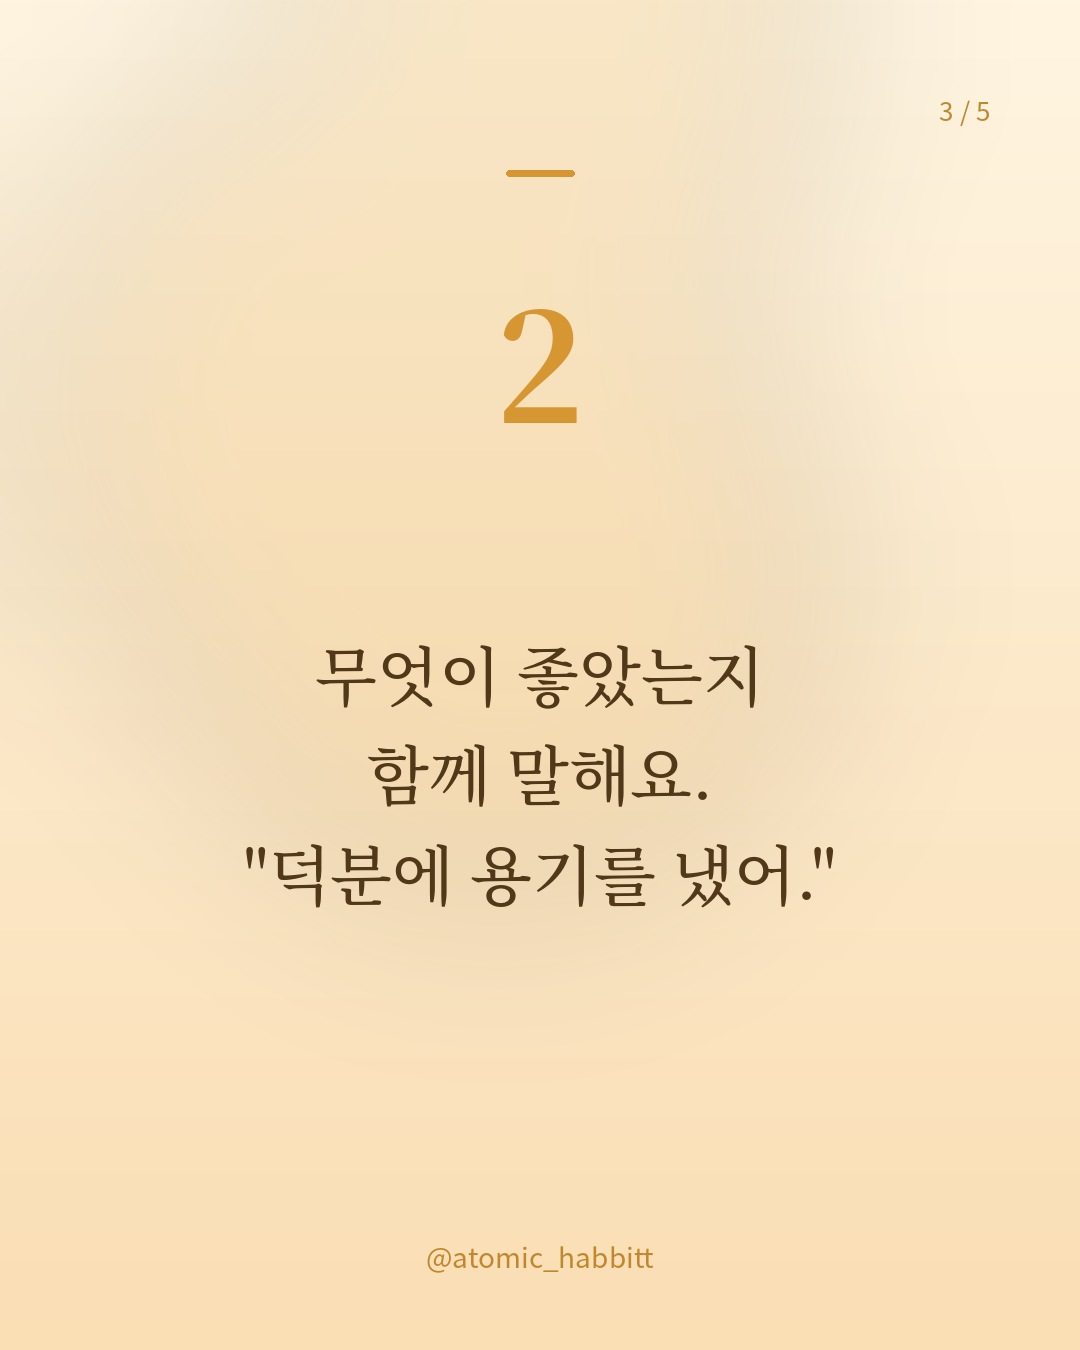 3 / 5
2
무엇이 좋았는지
함께 말해요.
"덕분에 용기를 냈어."
@atomic_habbitt